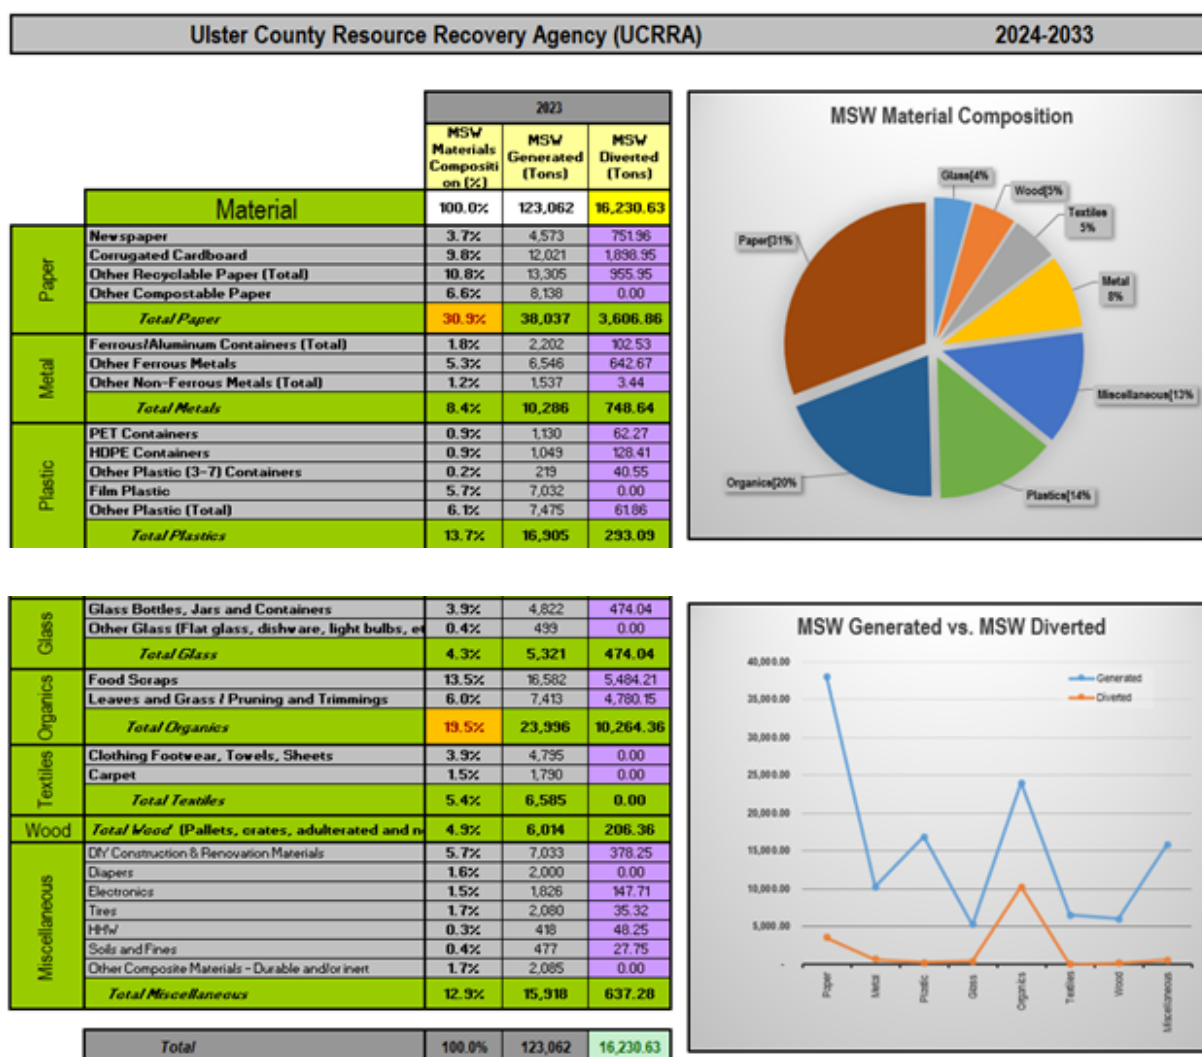 Ulster County Resource Recovery Agency (UCRRA) 2024-2033
2023
MSW Materials Compositi on (%) MSW Generated (Tons) MSW Diverted (Tons)
Material 100.0% 123,062 16,230.63
Paper
Newspaper 3.7% 4,573 751.96
Corrugated Cardboard 9.8% 12,021 1,898.95
Other Recyclable Paper (Total) 10.8% 13,305 955.95
Other Compostable Paper 6.6% 8,138 0.00
Total Paper 30.9% 38,037 3,606.86
Metal
Ferrous/Aluminum Containers (Total) 1.8% 2,202 102.53
Other Ferrous Metals 5.3% 6,546 642.67
Other Non-Ferrous Metals (Total) 1.2% 1,537 3.44
Total Metals 8.4% 10,286 748.64
Plastic
PET Containers 0.9% 1,130 62.27
HDPE Containers 0.9% 1,049 128.41
Other Plastic (3-7) Containers 0.2% 219 40.55
Film Plastic 5.7% 7,032 0.00
Other Plastic (Total) 6.1% 7,475 61.86
Total Plastics 13.7% 16,905 293.09
MSW Material Composition
Glass[4%
Wood[5%
Textiles
5%
Paper[31%
Metal
8%
Miscellaneous[13%
Organics[20%
Plastics[14%
Glass
Glass Bottles, Jars and Containers 3.9% 4,822 474.04
Other Glass (Flat glass, dishware, light bulbs, et 0.4% 499 0.00
Total Glass 4.3% 5,321 474.04
Organics
Food Scraps 13.5% 16,582 5,484.21
Leaves and Grass / Pruning and Trimmings 6.0% 7,413 4,780.15
Total Organics 19.5% 23,996 10,264.36
Textiles
Clothing Footwear, Towels, Sheets 3.9% 4,795 0.00
Carpet 1.5% 1,790 0.00
Total Textiles 5.4% 6,585 0.00
Wood Total Wood (Pallets, crates, adulterated and n 4.9% 6,014 206.36
Miscellaneous
DIY Construction & Renovation Materials 5.7% 7,033 378.25
Diapers 1.6% 2,000 0.00
Electronics 1.5% 1,826 147.71
Tires 1.7% 2,080 35.32
HHW 0.3% 418 48.25
Soils and Fines 0.4% 477 27.75
Other Composite Materials - Durable and/or inert 1.7% 2,085 0.00
Total Miscellaneous 12.9% 15,918 637.28
Total 100.0% 123,062 16,230.63
MSW Generated vs. MSW Diverted
40,000.00
35,000.00
30,000.00
25,000.00
20,000.00
15,000.00
10,000.00
5,000.00
-
Generated
Diverted
Paper
Metal
Plastic
Glass
Organics
Textiles
Wood
Miscellaneous